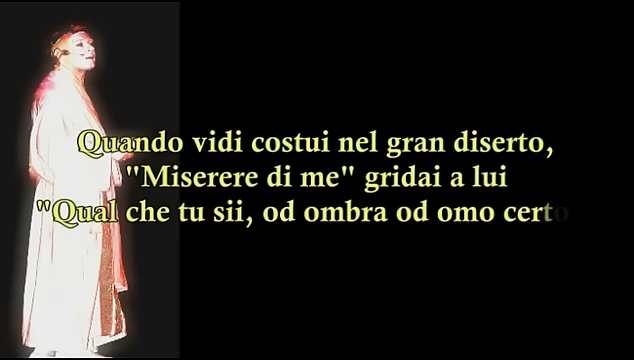 Quando vidi costui nel gran diserto,
"Miserere di me" gridai a lui
"Qual che tu sii, od ombra od omo certo